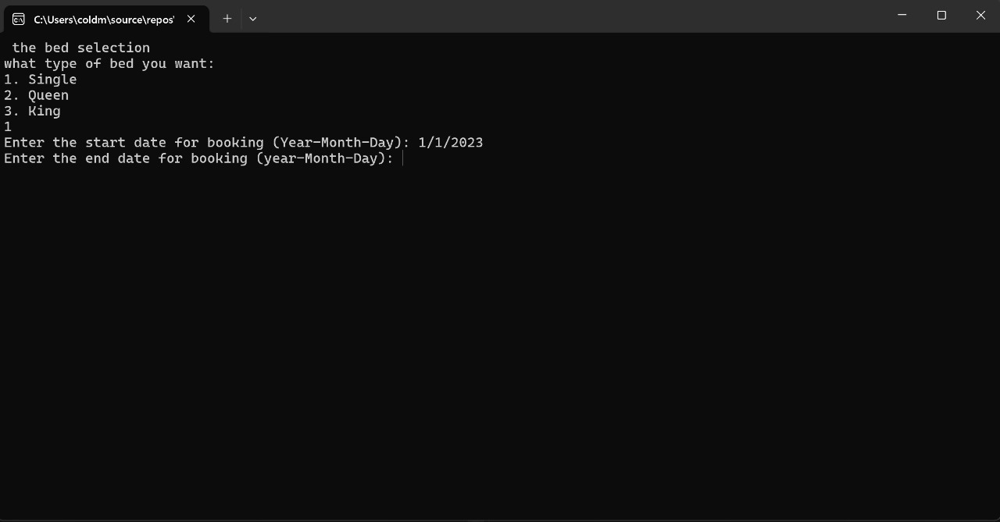 C:\Users\coldm\source\repos'
the bed selection
what type of bed you want:
1. Single
2. Queen
3. King
1
Enter the start date for booking (Year-Month-Day): 1/1/2023
Enter the end date for booking (year-Month-Day):